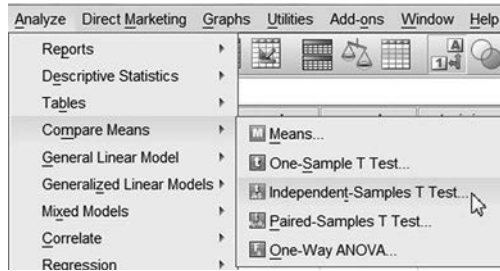 Analyze Direct Marketing Graphs Utilities Add-ons Window Help
Reports
Descriptive Statistics
Tables
Compare Means
General Linear Model
Generalized Linear Models
Mixed Models
Correlate
Regression
Means...
One-Sample T Test...
Independent-Samples T Test...
Paired-Samples T Test...
One-Way ANOVA...